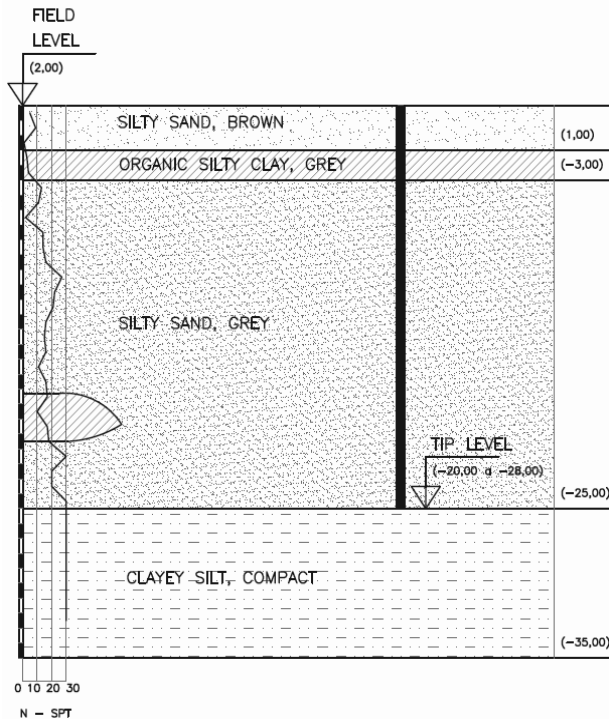 FIELD
LEVEL
(2,00)
SILTY SAND, BROWN
(1,00)
ORGANIC SILTY CLAY, GREY
(-3,00)
SILTY SAND, GREY
TIP LEVEL
(-20,00 a -28,00)
(-25,00)
CLAYEY SILT, COMPACT
(-35,00)
0 10 20 30
N - SPT